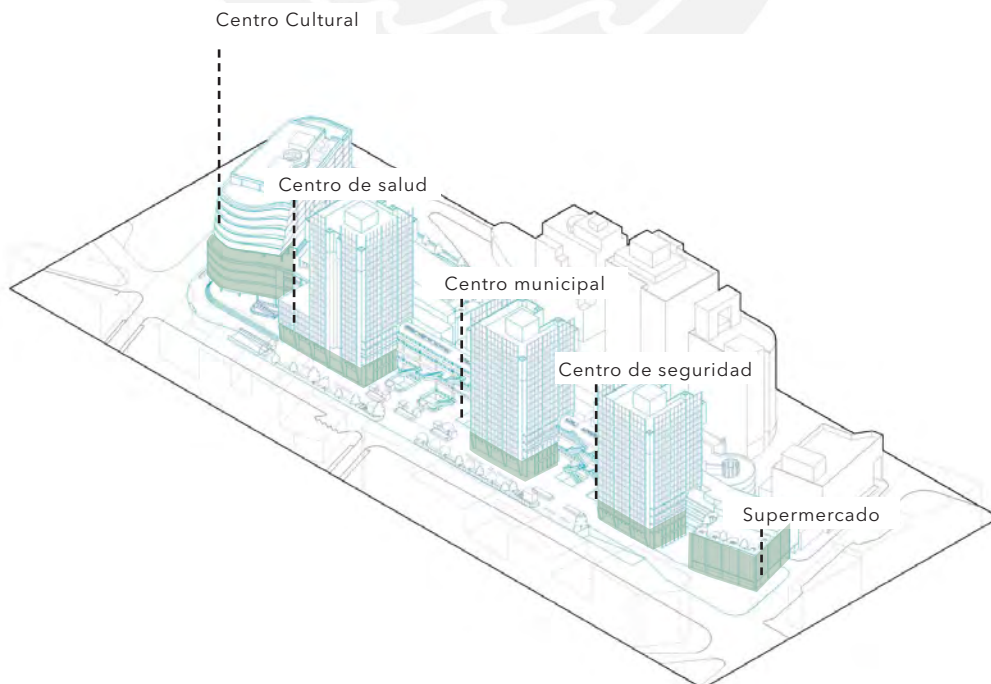 Centro Cultural
Centro de salud
Centro municipal
Centro de seguridad
Supermercado